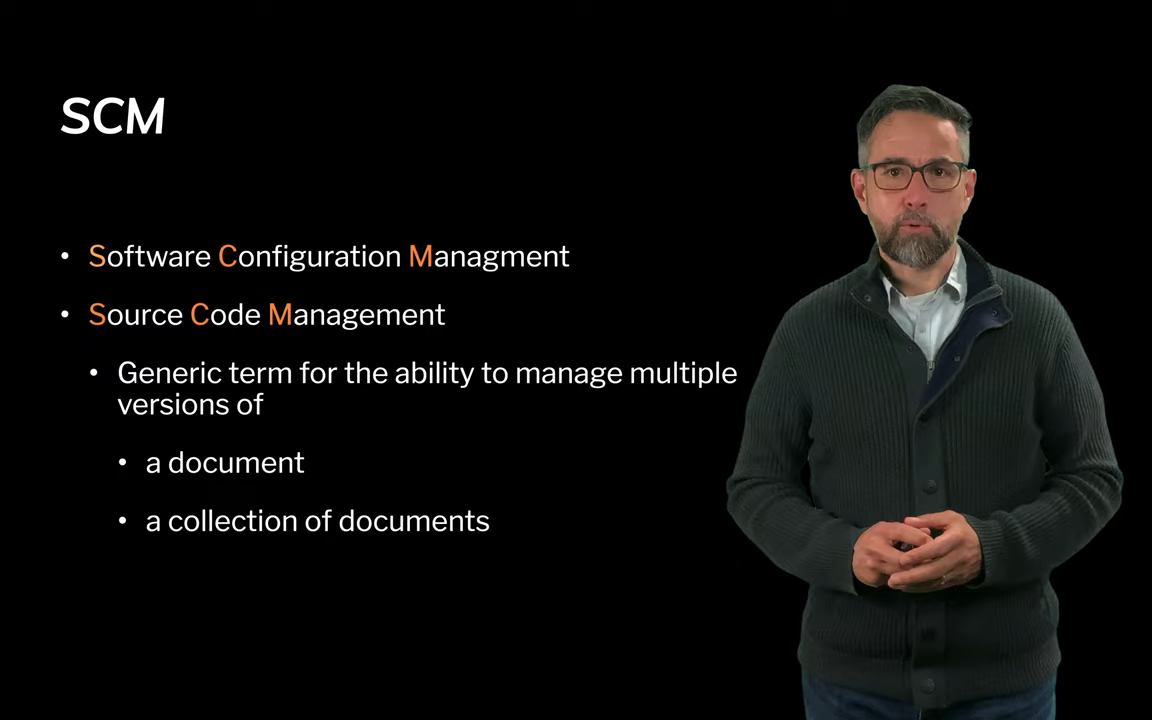 SCM
• Software Configuration Managment
• Source Code Management
• Generic term for the ability to manage multiple
versions of
• a document
• a collection of documents